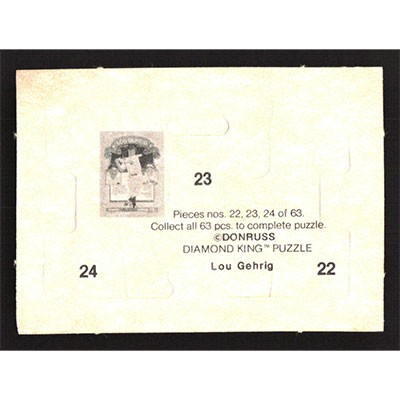 23
Pieces nos. 22, 23, 24 of 63.
Collect all 63 pcs. to complete puzzle.
©DONRUSS
DIAMOND KING™ PUZZLE
Lou Gehrig
24
22